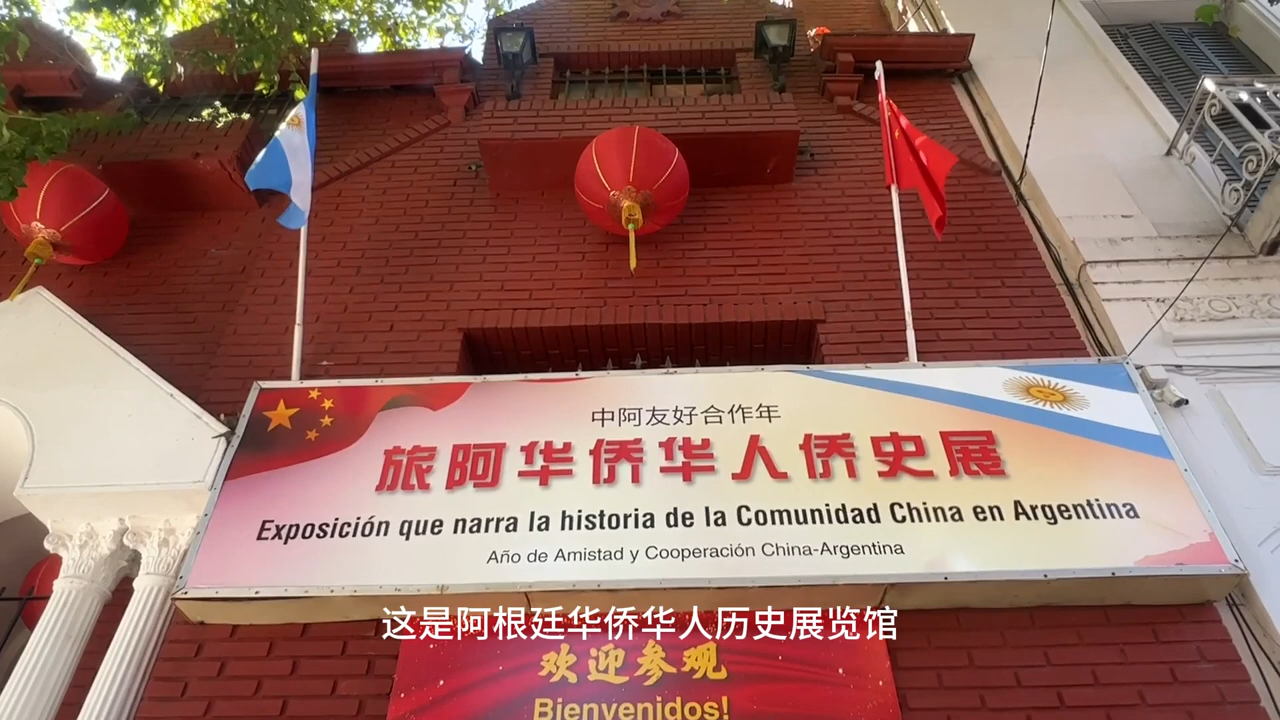 中阿友好合作年
旅阿华侨华人侨史展
Exposición que narra la historia de la Comunidad China en Argentina
Año de Amistad y Cooperación China-Argentina
这是阿根廷华侨华人历史展览馆
欢迎参观
Bienvenidos!